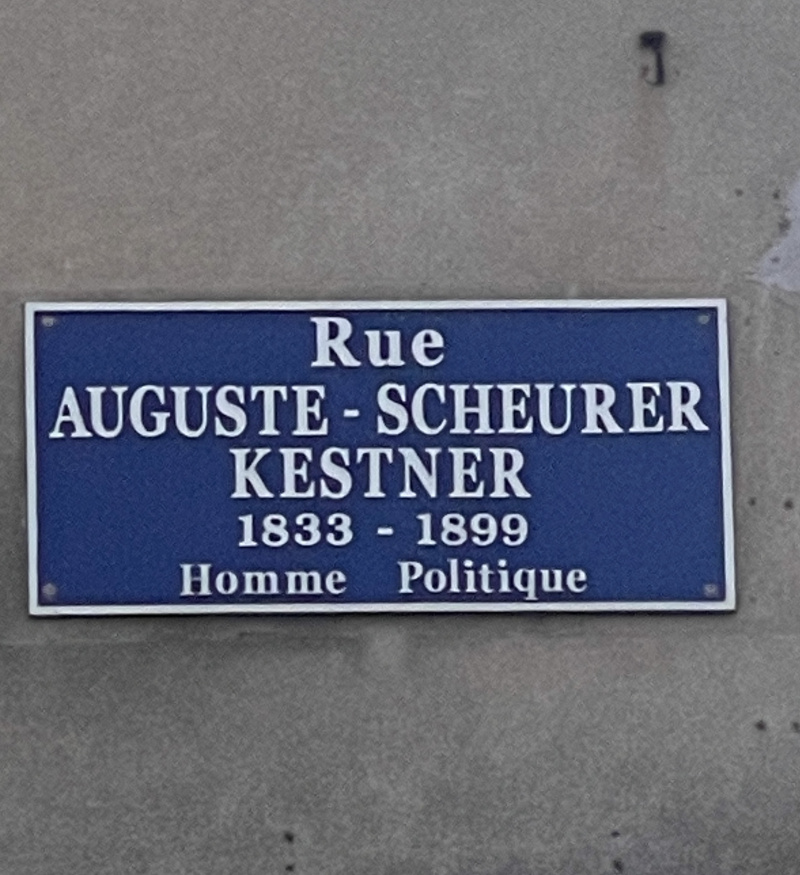 Rue
AUGUSTE - SCHEURER
KESTNER
1833 - 1899
Homme Politique